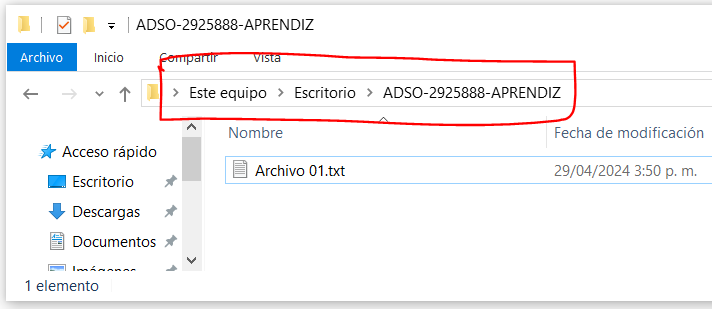 ADSO-2925888-APRENDIZ
Archivo Inicio Compartir Vista
Este equipo > Escritorio > ADSO-2925888-APRENDIZ
Nombre Fecha de modificación
Acceso rápido
Archivo 01.txt 29/04/2024 3:50 p. m.
Escritorio
Descargas
Documentos
Imágenes
1 elemento